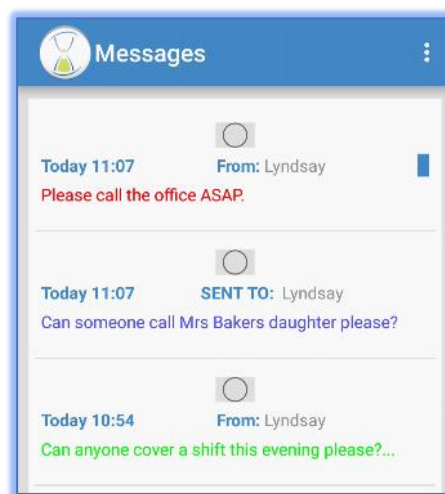 Messages
Today 11:07 From: Lyndsay
Please call the office ASAP.
Today 11:07 SENT TO: Lyndsay
Can someone call Mrs Bakers daughter please?
Today 10:54 From: Lyndsay
Can anyone cover a shift this evening please?...